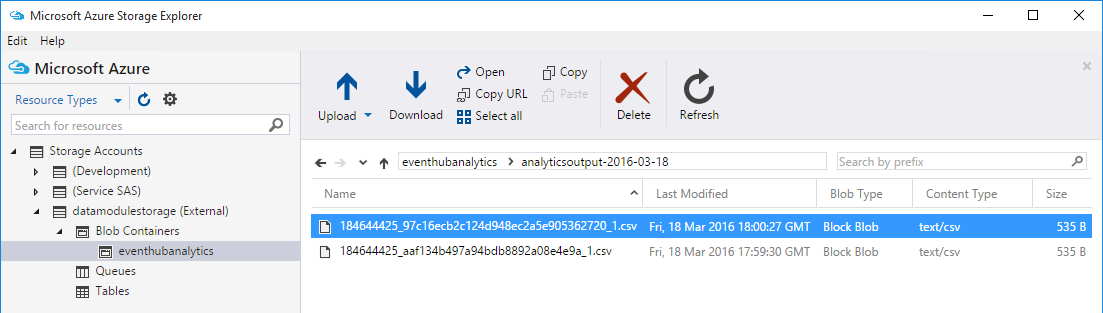 Microsoft Azure Storage Explorer
Edit Help
Microsoft Azure
Resource Types
Search for resources
Storage Accounts
(Development)
(Service SAS)
datamodulestorage (External)
Blob Containers
eventhubanalytics
Queues
Tables
Upload
Download
Open
Copy URL
Select all
Copy
Paste
Delete
Refresh
eventhubanalytics analyticsoutput-2016-03-18
Search by prefix
Name Last Modified Blob Type Content Type Size
184644425_97c16ecb2c124d948ec2a5e905362720_1.csv Fri, 18 Mar 2016 18:00:27 GMT Block Blob text/csv 535 B
184644425_aaf134b497a94bdb8892a08e4e9a_1.csv Fri, 18 Mar 2016 17:59:30 GMT Block Blob text/csv 535 B